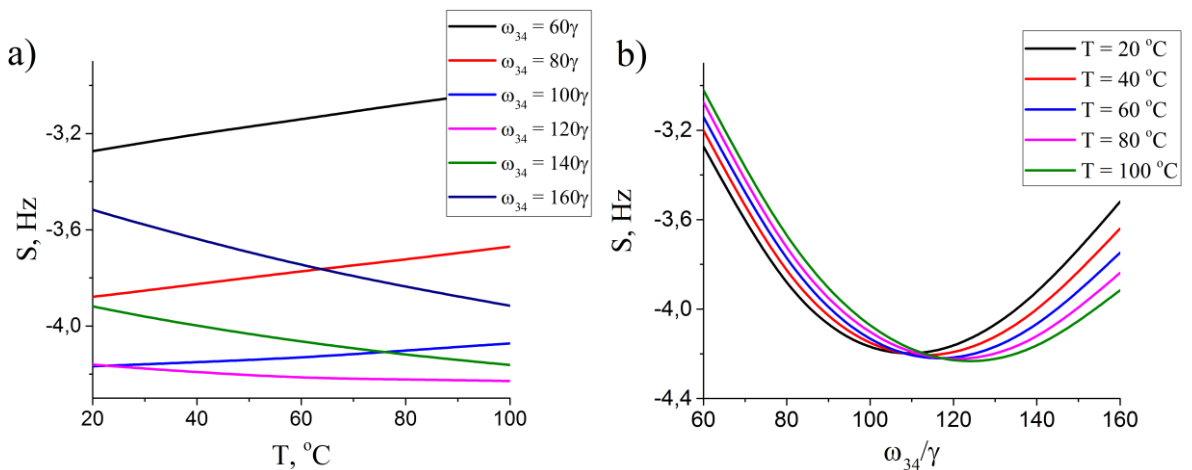 a)
ω34 = 60γ
ω34 = 80γ
ω34 = 100γ
ω34 = 120γ
ω34 = 140γ
ω34 = 160γ
S, Hz
-3,2
-3,6
-4,0
20 40 60 80 100
T, °C
b)
T = 20 °C
T = 40 °C
T = 60 °C
T = 80 °C
T = 100 °C
S, Hz
-3,2
-3,6
-4,0
-4,4
60 80 100 120 140 160
ω34/γ